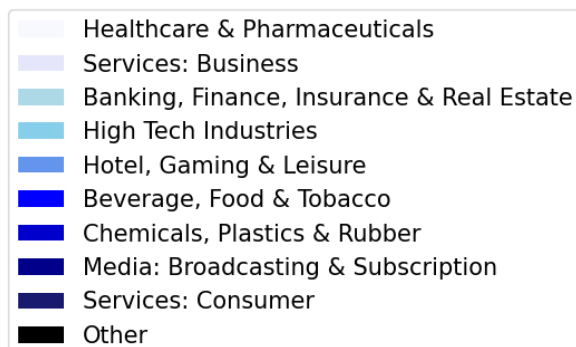 Healthcare & Pharmaceuticals
Services: Business
Banking, Finance, Insurance & Real Estate
High Tech Industries
Hotel, Gaming & Leisure
Beverage, Food & Tobacco
Chemicals, Plastics & Rubber
Media: Broadcasting & Subscription
Services: Consumer
Other